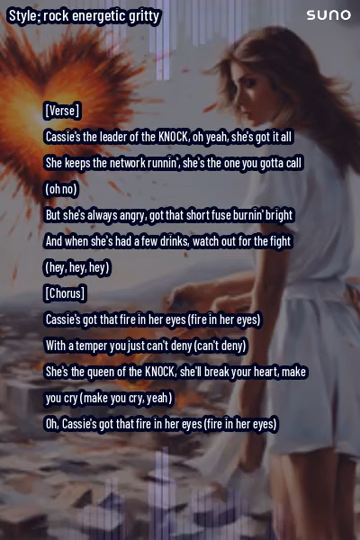 Style: rock energetic gritty
SUNO
[Verse]
Cassie's the leader of the KNOCK, oh yeah, she's got it all
She keeps the network runnin', she's the one you gotta call
(oh no)
But she's always angry, got that short fuse burnin' bright
And when she's had a few drinks, watch out for the fight
(hey, hey, hey)
[Chorus]
Cassie's got that fire in her eyes (fire in her eyes)
With a temper you just can't deny (can't deny)
She's the queen of the KNOCK, she'll break your heart, make
you cry (make you cry, yeah)
Oh, Cassie's got that fire in her eyes (fire in her eyes)